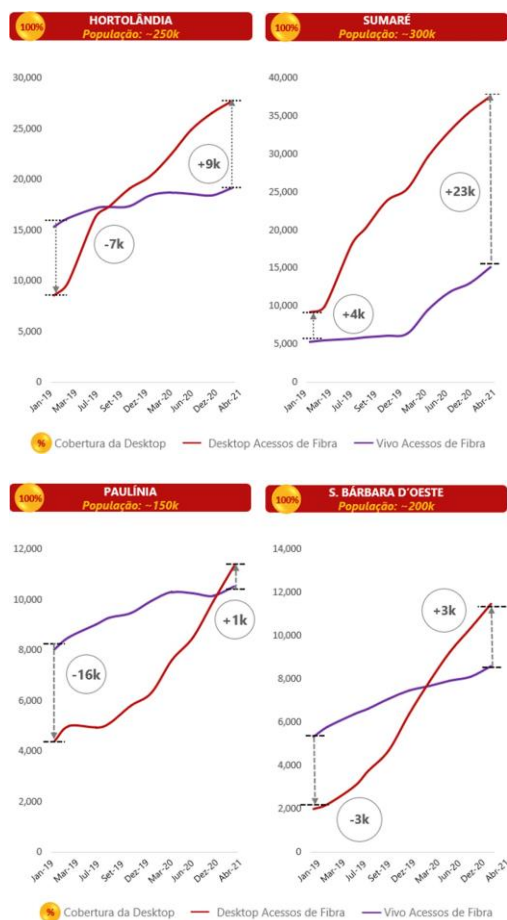 100%
HORTOLÂNDIA
População: ~250k
30,000
25,000
20,000
15,000
10,000
5,000
0
+9k
-7k
Jan-19
Mar-19
Jul-19
Set-19
Dez-19
Mar-20
Jun-20
Dez-20
Abr-21
100%
SUMARÉ
População: ~300k
40,000
35,000
30,000
25,000
20,000
15,000
10,000
5,000
0
+23k
+4k
Jan-19
Mar-19
Jul-19
Set-19
Dez-19
Mar-20
Jun-20
Dez-20
Abr-21
% Cobertura da Desktop
Desktop Acessos de Fibra
Vivo Acessos de Fibra
100%
PAULÍNIA
População: ~150k
12,000
10,000
8,000
6,000
4,000
2,000
0
+1k
-16k
Jan-19
Mar-19
Jul-19
Set-19
Dez-19
Mar-20
Jun-20
Dez-20
Abr-21
100%
S. BÁRBARA D'OESTE
População: ~200k
14,000
12,000
10,000
8,000
6,000
4,000
2,000
0
+3k
-3k
Jan-19
Mar-19
Jul-19
Set-19
Dez-19
Mar-20
Jun-20
Dez-20
Abr-21
% Cobertura da Desktop
Desktop Acessos de Fibra
Vivo Acessos de Fibra